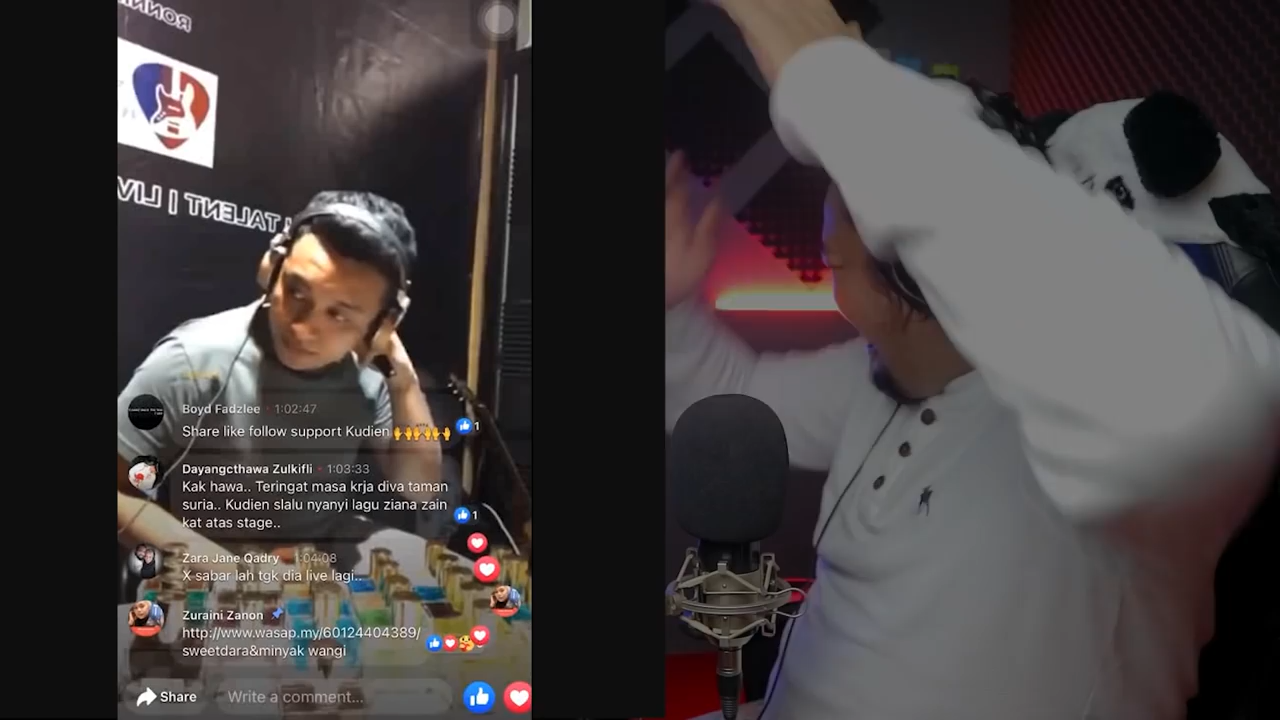 RONNI
TALENT | LIV
Boyd Fadzlee · 1:02:47
Share like follow support Kudien 🙌🙌🙌🙌
1
Dayangcthawa Zulkifli · 1:03:33
Kak hawa.. Teringat masa krja diva taman
suria.. Kudien slalu nyanyi lagu ziana zain
kat atas stage..
1
Zara Jane Qadry · 1:04:08
X sabar lah tgk dia live lagi..
Zuraini Zanon 📌
http://www.wasap.my/60124404389/
sweetdara&minyak wangi
Share
Write a comment...